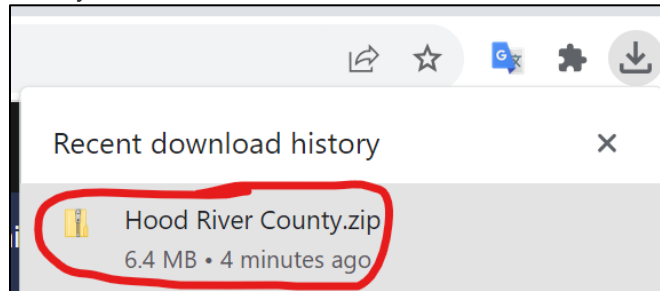 Recent download history
Hood River County.zip
6.4 MB • 4 minutes ago